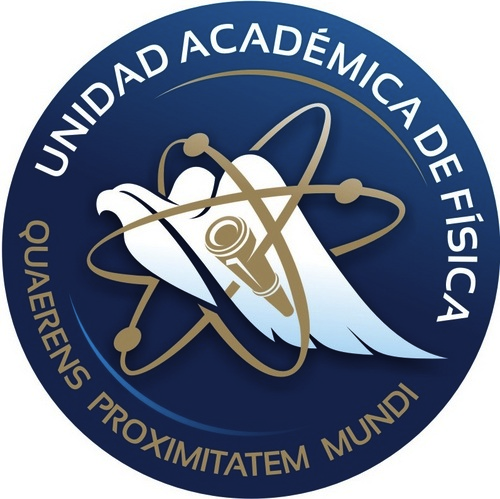 UNIDAD ACADÉMICA DE FÍSICA
QUAERENS PROXIMITATEM MUNDI